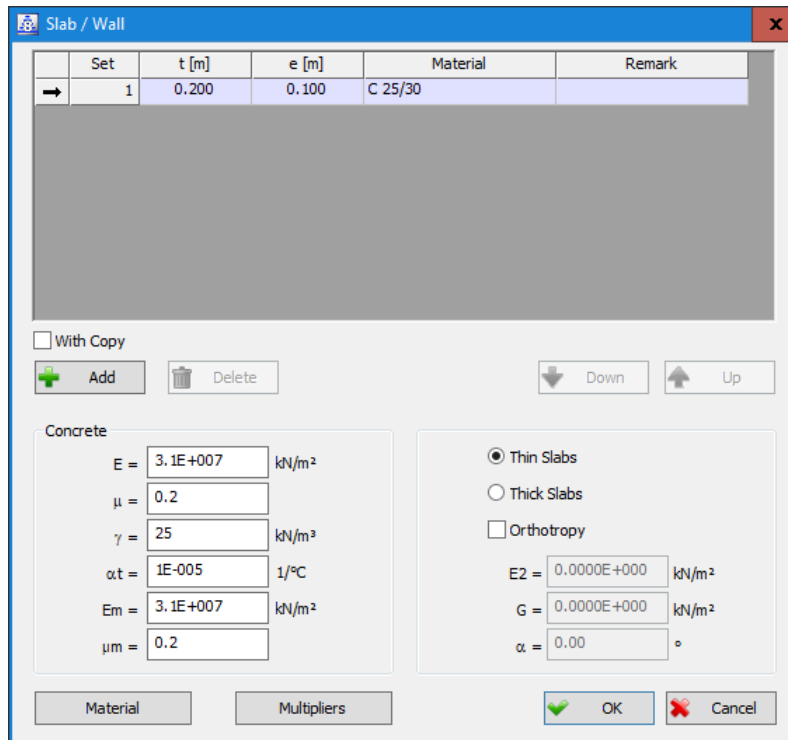 Slab / Wall
x
Set t [m] e [m] Material Remark
1 0.200 0.100 C 25/30
With Copy
Add Delete Down Up
Concrete
E = 3.1E+007 kN/m²
μ = 0.2
γ = 25 kN/m³
αt = 1E-005 1/°C
Em = 3.1E+007 kN/m²
μm = 0.2
Thin Slabs
Thick Slabs
Orthotropy
E2 = 0.0000E+000 kN/m²
G = 0.0000E+000 kN/m²
α = 0.00 °
Material Multipliers OK Cancel